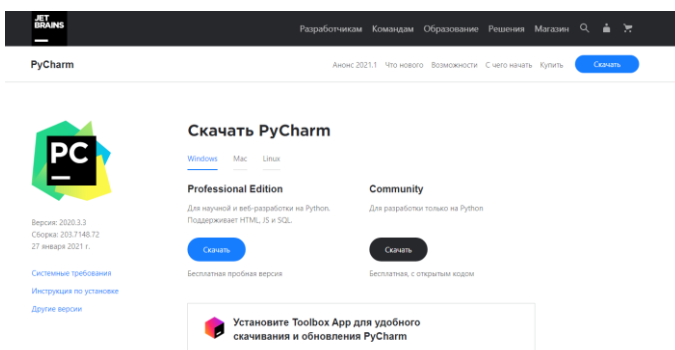 JET
BRAINS
Разработчикам Командам Образование Решения Магазин
PyCharm
Анонс 2021.1 Что нового Возможности С чего начать Купить Скачать
PC
Версия: 2020.3.3
Сборка: 203.7148.72
27 января 2021 г.
Системные требования
Инструкция по установке
Другие версии
Скачать PyCharm
Windows Mac Linux
Professional Edition
Для научной и веб-разработки на Python.
Поддерживает HTML, JS и SQL.
Скачать
Бесплатная пробная версия
Community
Для разработки только на Python
Скачать
Бесплатная, с открытым кодом
Установите Toolbox App для удобного
скачивания и обновления PyCharm